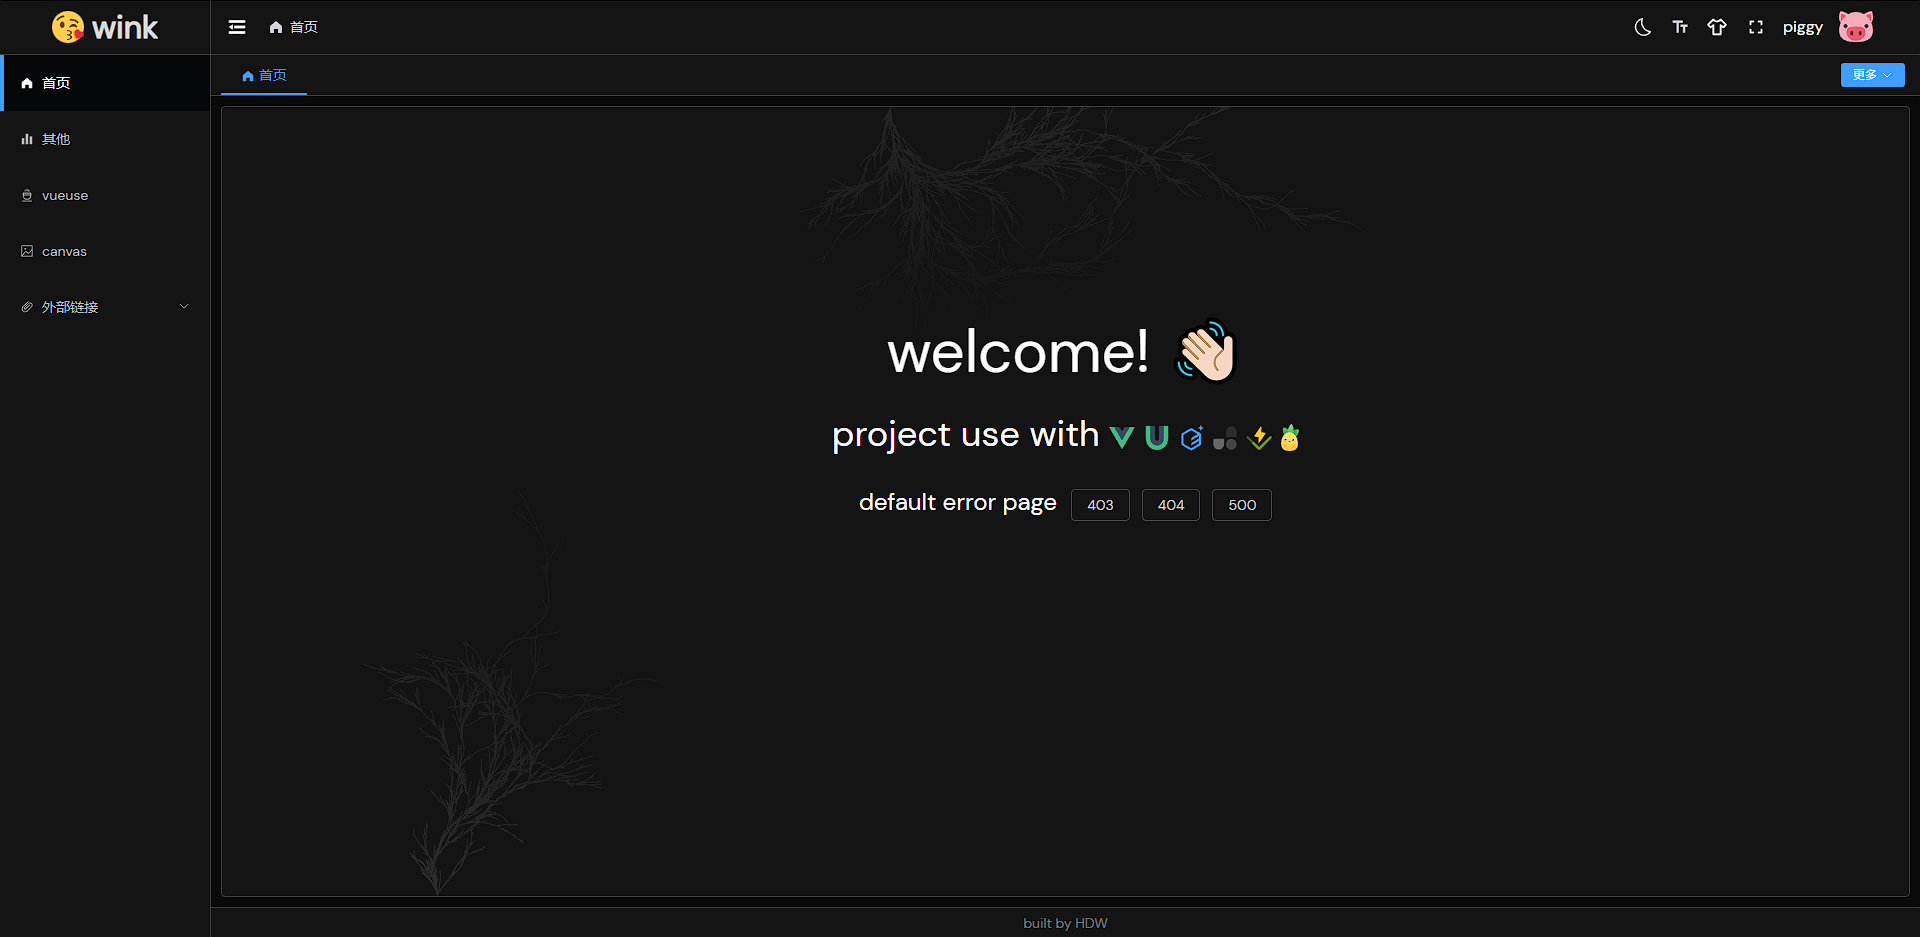 wink
首页
piggy
首页
更多
首页
其他
vueuse
canvas
外部链接
welcome!
project use with
default error page 403 404 500
built by HDW